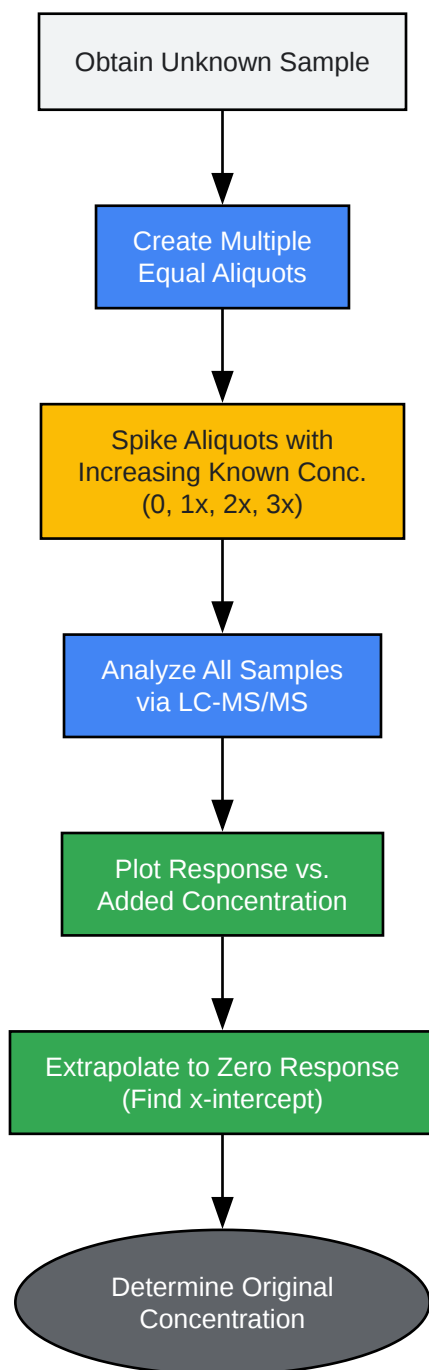 Obtain Unknown Sample
Create Multiple
Equal Aliquots
Spike Aliquots with
Increasing Known Conc.
(0, 1x, 2x, 3x)
Analyze All Samples
via LC-MS/MS
Plot Response vs.
Added Concentration
Extrapolate to Zero Response
(Find x-intercept)
Determine Original
Concentration